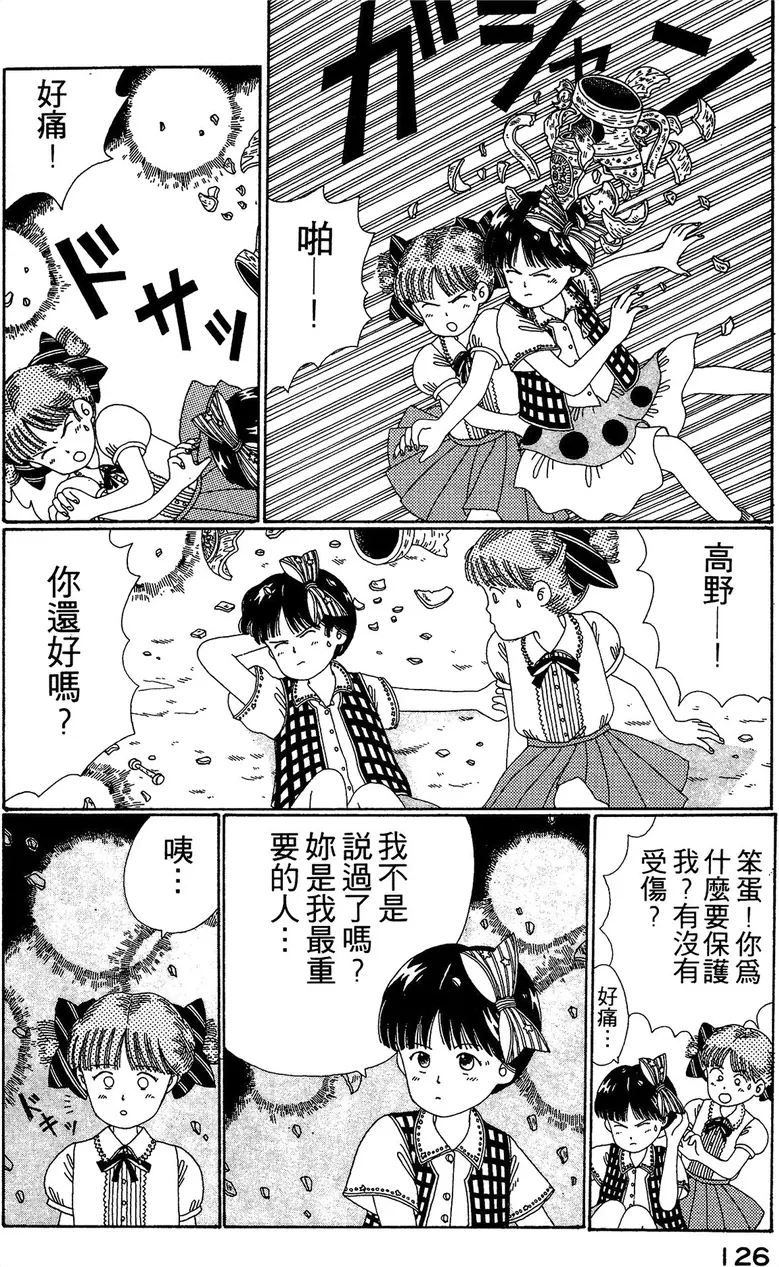 ガシャン
啪—！
好痛！
ドサッ
高野—！
你還好嗎？
笨蛋！你為
什麼要保護
我？有沒有
受傷？
好痛…
我不是
說過了嗎？
妳是我最重
要的人…
咦…
ドキッ
126